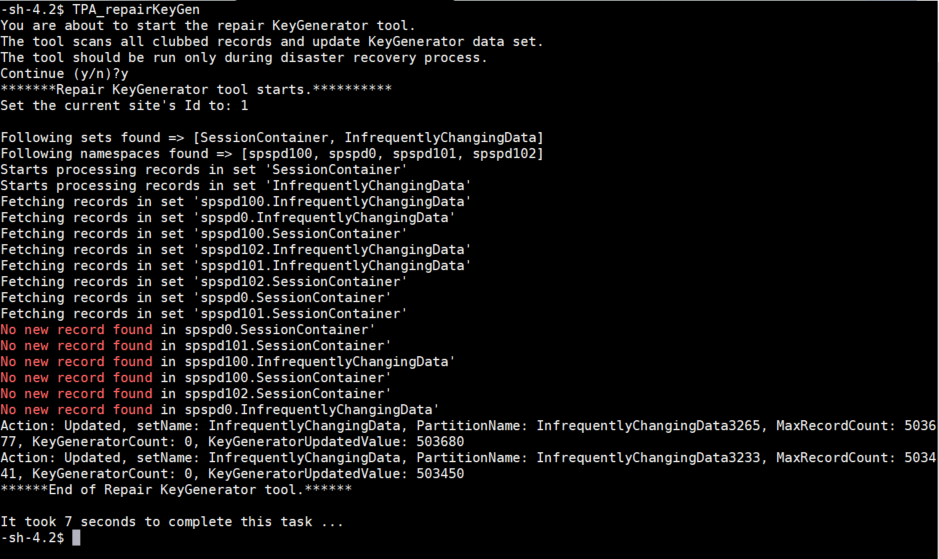 -sh-4.2$ TPA_repairKeyGen
You are about to start the repair KeyGenerator tool.
The tool scans all clubbed records and update KeyGenerator data set.
The tool should be run only during disaster recovery process.
Continue (y/n)?y
*******Repair KeyGenerator tool starts.**********
Set the current site's Id to: 1
Following sets found => [SessionContainer, InfrequentlyChangingData]
Following namespaces found => [spspd100, spspd0, spspd101, spspd102]
Starts processing records in set 'SessionContainer'
Starts processing records in set 'InfrequentlyChangingData'
Fetching records in set 'spspd100.InfrequentlyChangingData'
Fetching records in set 'spspd0.InfrequentlyChangingData'
Fetching records in set 'spspd100.SessionContainer'
Fetching records in set 'spspd102.InfrequentlyChangingData'
Fetching records in set 'spspd101.InfrequentlyChangingData'
Fetching records in set 'spspd102.SessionContainer'
Fetching records in set 'spspd0.SessionContainer'
Fetching records in set 'spspd101.SessionContainer'
No new record found in spspd0.SessionContainer'
No new record found in spspd101.SessionContainer'
No new record found in spspd100.InfrequentlyChangingData'
No new record found in spspd100.SessionContainer'
No new record found in spspd102.SessionContainer'
No new record found in spspd0.InfrequentlyChangingData'
Action: Updated, setName: InfrequentlyChangingData, PartitionName: InfrequentlyChangingData3265, MaxRecordCount: 5036
77, KeyGeneratorCount: 0, KeyGeneratorUpdatedValue: 503680
Action: Updated, setName: InfrequentlyChangingData, PartitionName: InfrequentlyChangingData3233, MaxRecordCount: 5034
41, KeyGeneratorCount: 0, KeyGeneratorUpdatedValue: 503450
******End of Repair KeyGenerator tool.******
It took 7 seconds to complete this task ...
-sh-4.2$